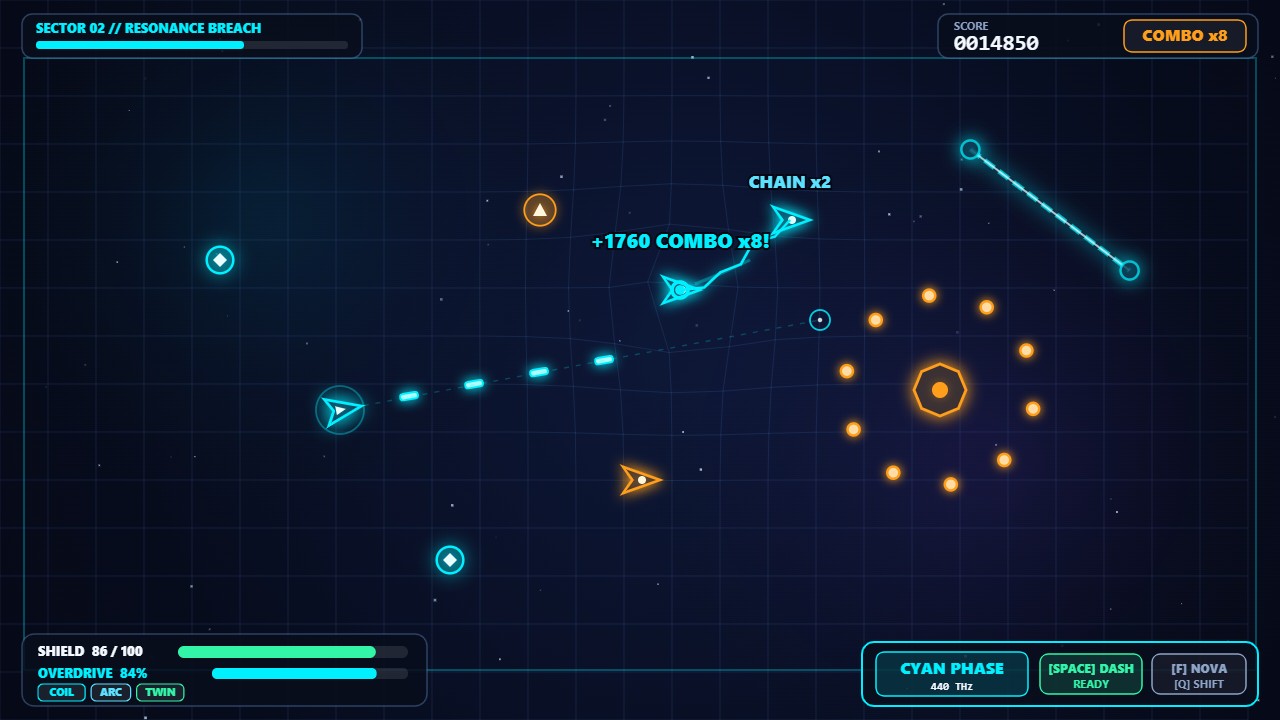 SECTOR 02 // RESONANCE BREACH
SCORE
0014850
COMBO x8
CHAIN x2
+1760 COMBO x8!
SHIELD 86 / 100
OVERDRIVE 84%
COIL ARC TWIN
CYAN PHASE
440 THz
[SPACE] DASH
READY
[F] NOVA
[Q] SHIFT